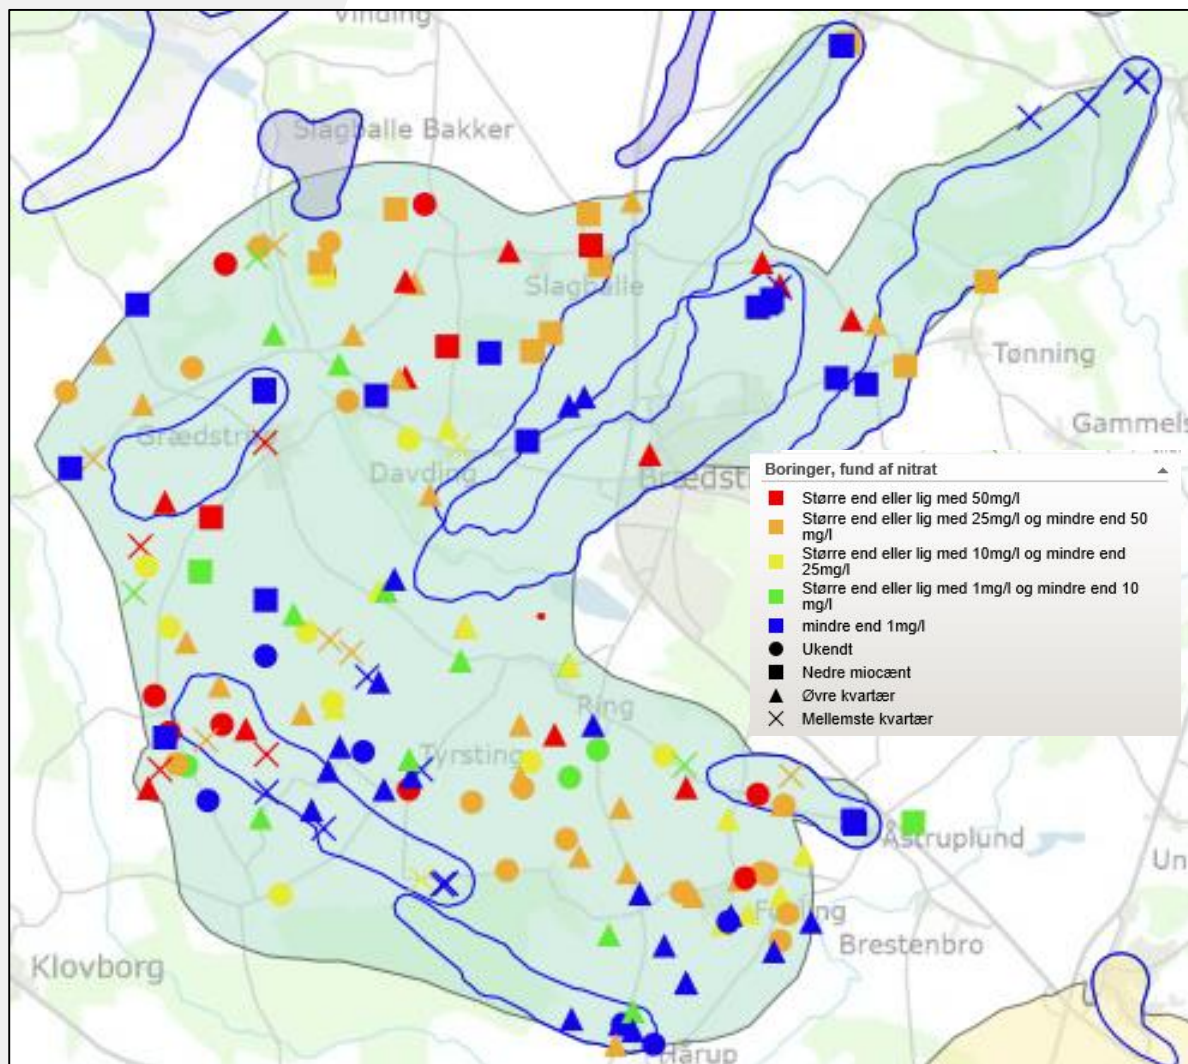 Vinding
Slagballe Bakker
Slagballe
Tønning
Grædstrup
Gammels
Davding
Brædst
Boringer, fund af nitrat
Større end eller lig med 50mg/l
Større end eller lig med 25mg/l og mindre end 50
mg/l
Større end eller lig med 10mg/l og mindre end
25mg/l
Større end eller lig med 1mg/l og mindre end 10
mg/l
mindre end 1mg/l
Ukendt
Nedre miocænt
Øvre kvartær
Mellemste kvartær
Ring
Tyrsting
Åstruplund
Un
Føvling
Brestenbro
Klovborg
Hårup